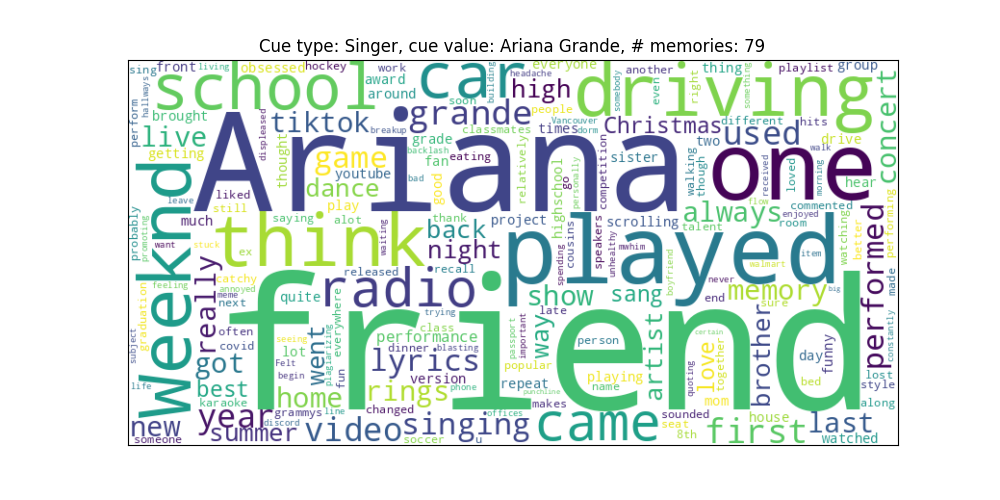 Cue type: Singer, cue value: Ariana Grande, # memories: 79
sing front living obsessed hockey work car headache everyone another thing playlist group
hallways school award around soon building high driving somebody even right something concert
perform brought displeased tiktok breakup grande people Vancouver dorm Christmas different hits
live getting thought game grade classmates times two used drive
leave fan backlash eating relatively competition sister walking though received loved walk morning hear
Ariana one
youtube dance bad good highschool go personally talent commented room flow enjoyed
liked still play
Weeknd much saying alot thank project cousins speakers scrolling always watching performing
probably promoting want stuck ex think waiting back night played unhealthy mwhim boyfriend walmart item better
really catchy annoyed released recall spending never big made
feeling meme next quite radio show sang end memory sure performed constantly
graduation often everywhere trying late way artist
subject covid went performance class passport important person love together certain quoting brother day funny
seeing Felt plagiarizing dinner blasting
got lot lyrics popular
life begin fun version phone playing mom bed lost
best home rings repeat name style
karaoke line changed makes punchline seat house along
friend
year grammys came sounded first last
new summer discord video singing offices 8th watched
someone soccer u